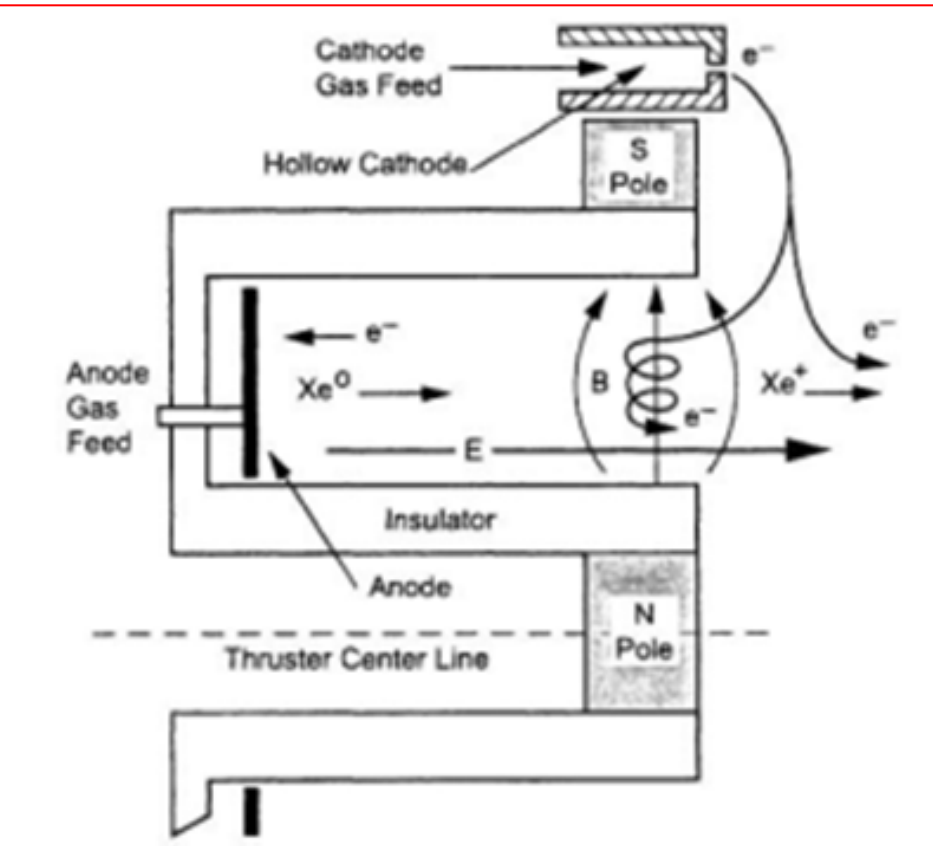 Cathode
Gas Feed
e⁻
Hollow Cathode
S
Pole
e⁻
e⁻
Anode
Gas
Feed
Xe⁰
B
Xe⁺
e⁻
E
Insulator
Anode
N
Pole
Thruster Center Line